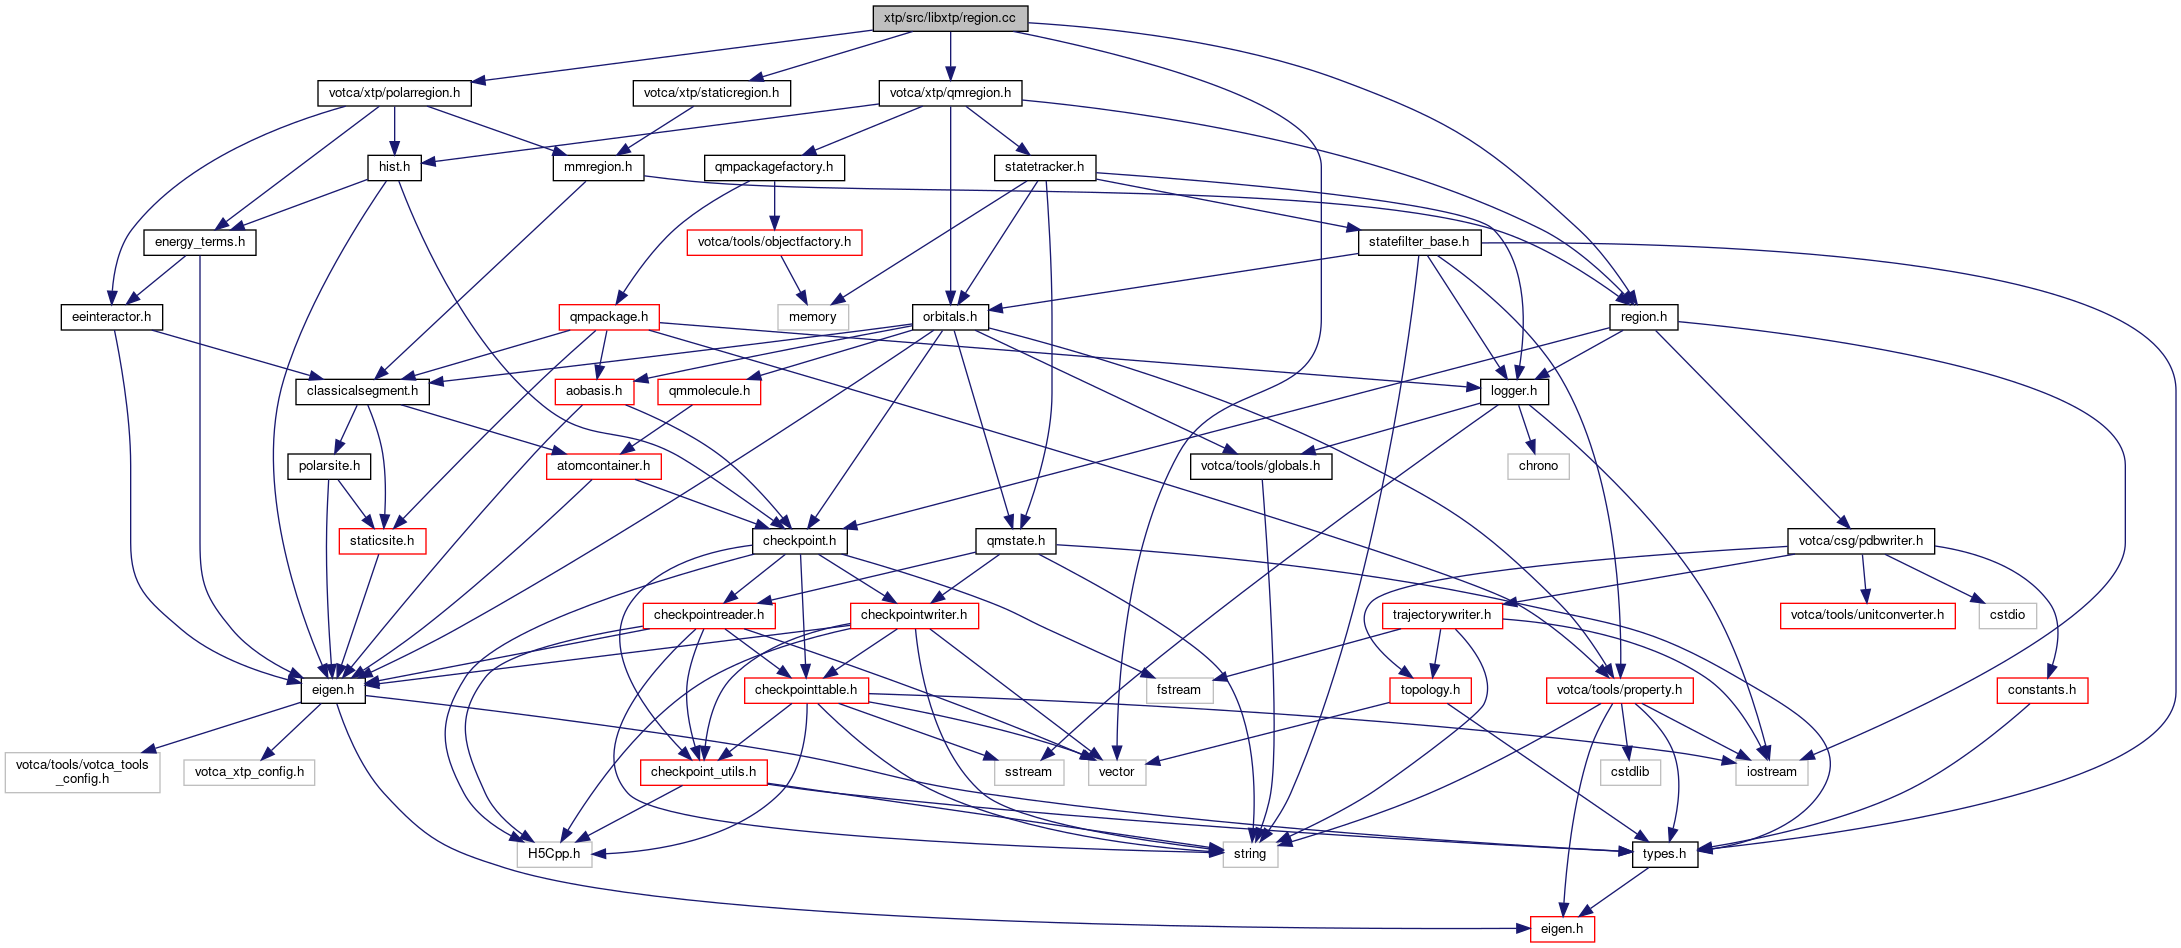 xtp/src/libxtp/region.cc
votca/xtp/polarregion.h
votca/xtp/staticregion.h
votca/xtp/qmregion.h
hist.h
mmregion.h
qmpackagefactory.h
statetracker.h
energy_terms.h
votca/tools/objectfactory.h
statefilter_base.h
eeinteractor.h
qmpackage.h
memory
orbitals.h
region.h
classicalsegment.h
aobasis.h
qmmolecule.h
logger.h
polarsite.h
atomcontainer.h
votca/tools/globals.h
chrono
staticsite.h
checkpoint.h
qmstate.h
votca/csg/pdbwriter.h
checkpointreader.h
checkpointwriter.h
trajectorywriter.h
votca/tools/unitconverter.h
cstdio
eigen.h
checkpointtable.h
fstream
topology.h
votca/tools/property.h
constants.h
votca/tools/votca_tools
_config.h
votca_xtp_config.h
checkpoint_utils.h
sstream
vector
cstdlib
iostream
H5Cpp.h
string
types.h
eigen.h